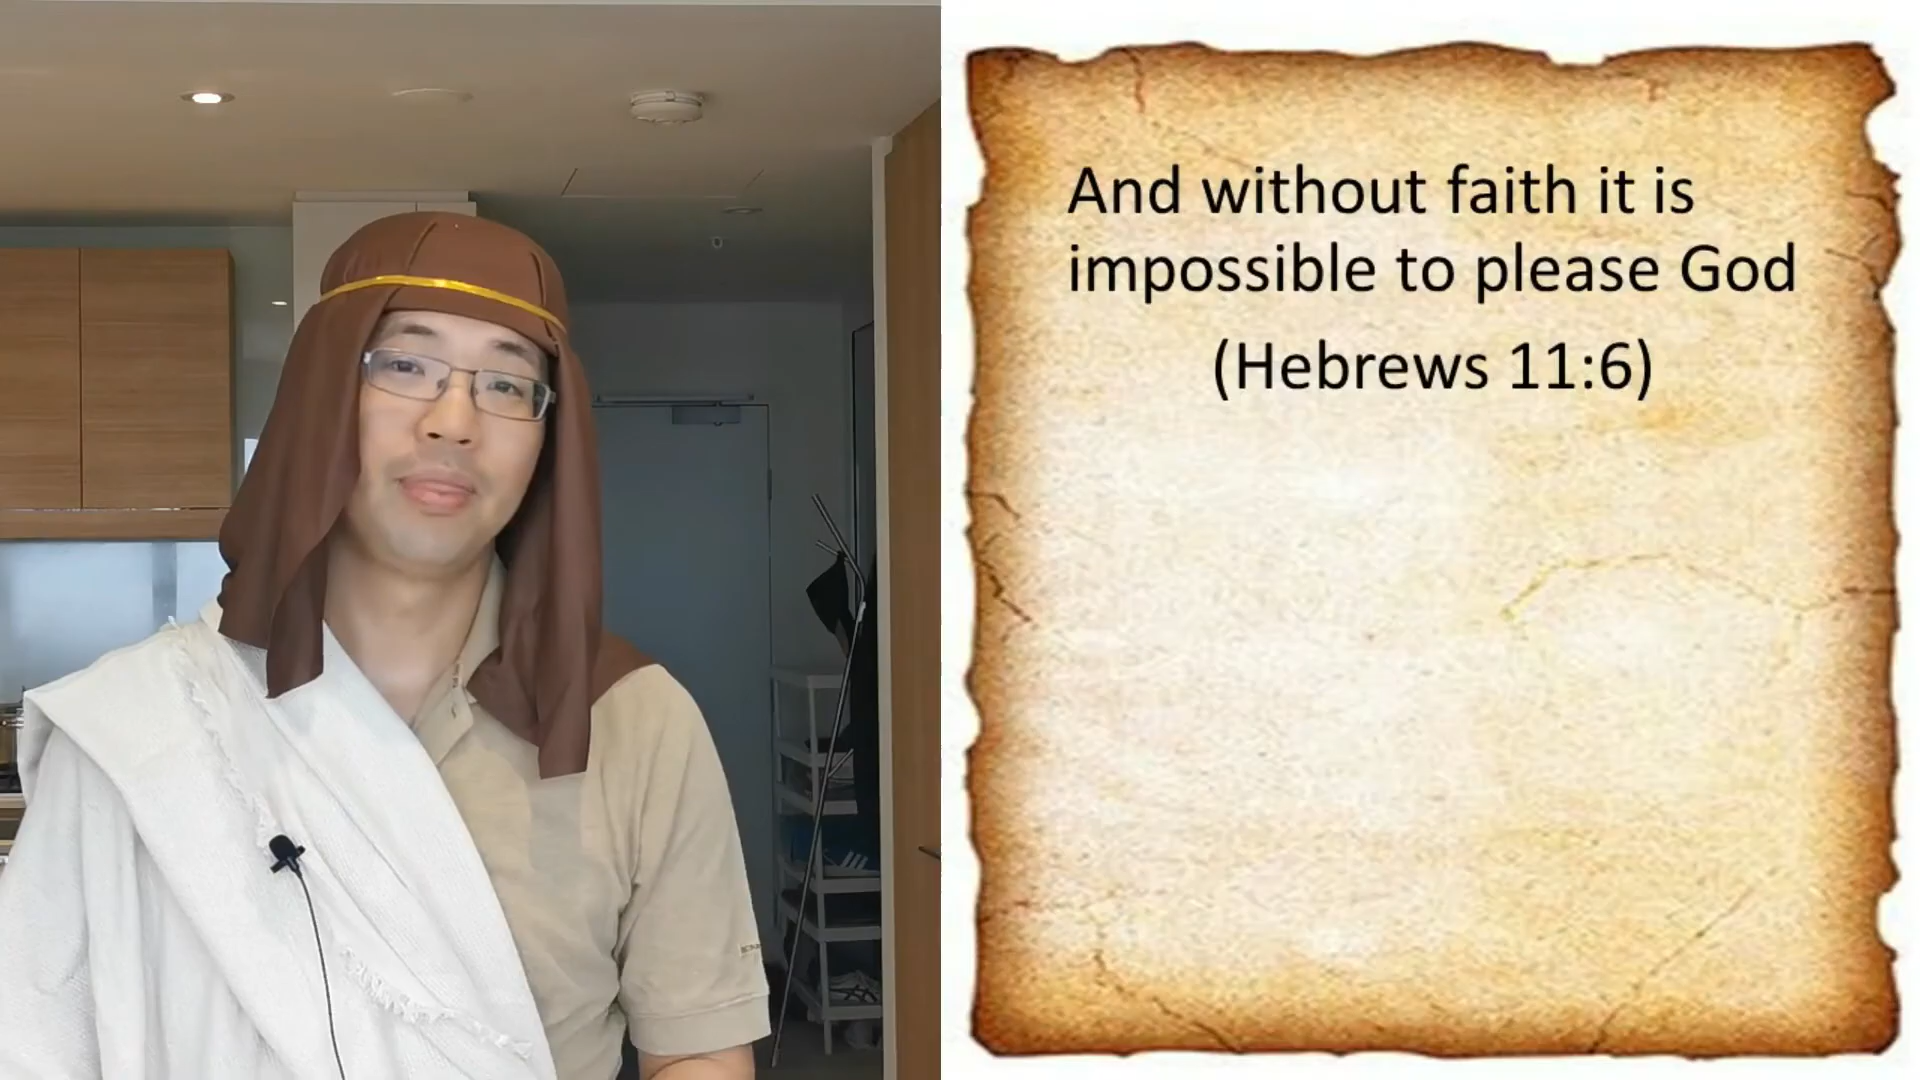 And without faith it is
impossible to please God
(Hebrews 11:6)